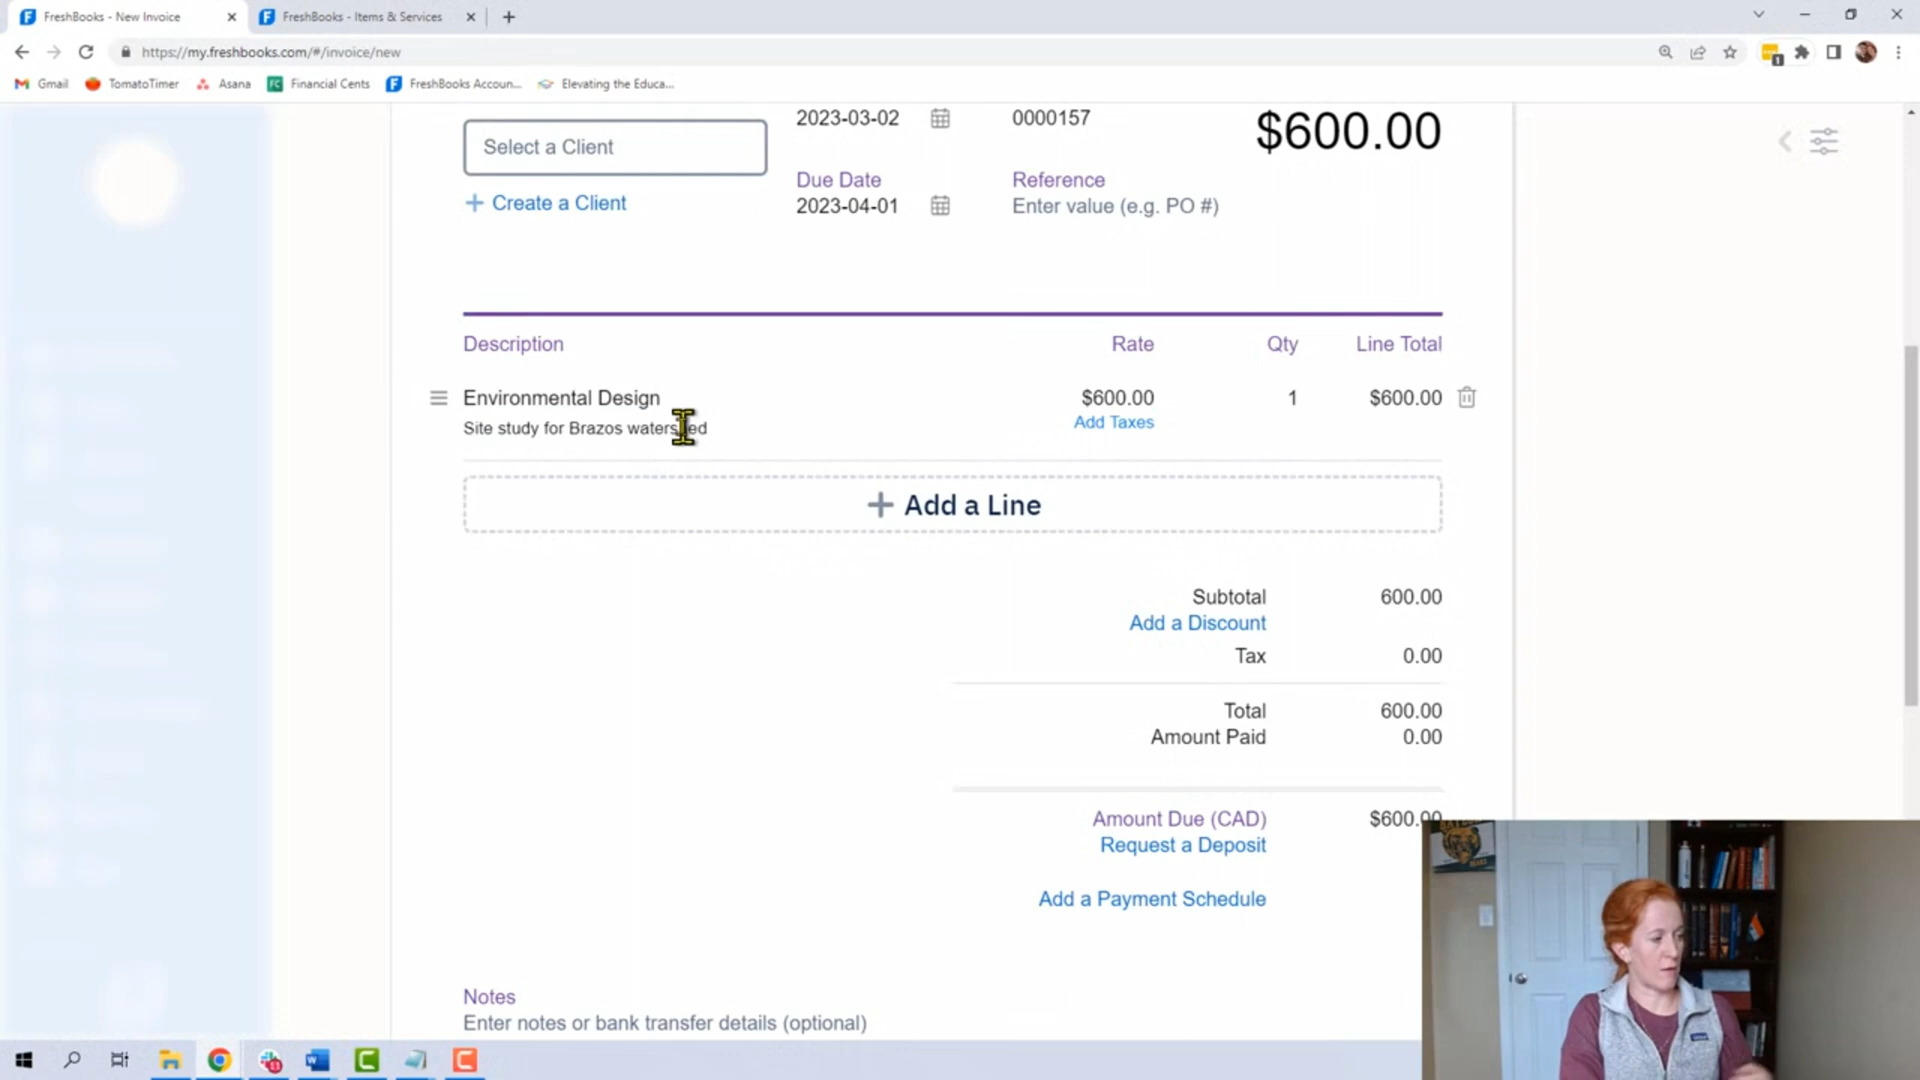 FreshBooks - New Invoice
FreshBooks - Items & Services
https://my.freshbooks.com/#/invoice/new
Gmail
TomatoTimer
Asana
Financial Cents
FreshBooks Accoun...
Elevating the Educa...
2023-03-02
0000157
$600.00
Select a Client
Create a Client
Due Date
Reference
2023-04-01
Enter value (e.g. PO #)
Description
Rate
Qty
Line Total
Environmental Design
$600.00
1
$600.00
Site study for Brazos watershed
Add Taxes
+ Add a Line
Subtotal
600.00
Add a Discount
Tax
0.00
Total
600.00
Amount Paid
0.00
Amount Due (CAD)
$600.00
Request a Deposit
Add a Payment Schedule
Notes
Enter notes or bank transfer details (optional)